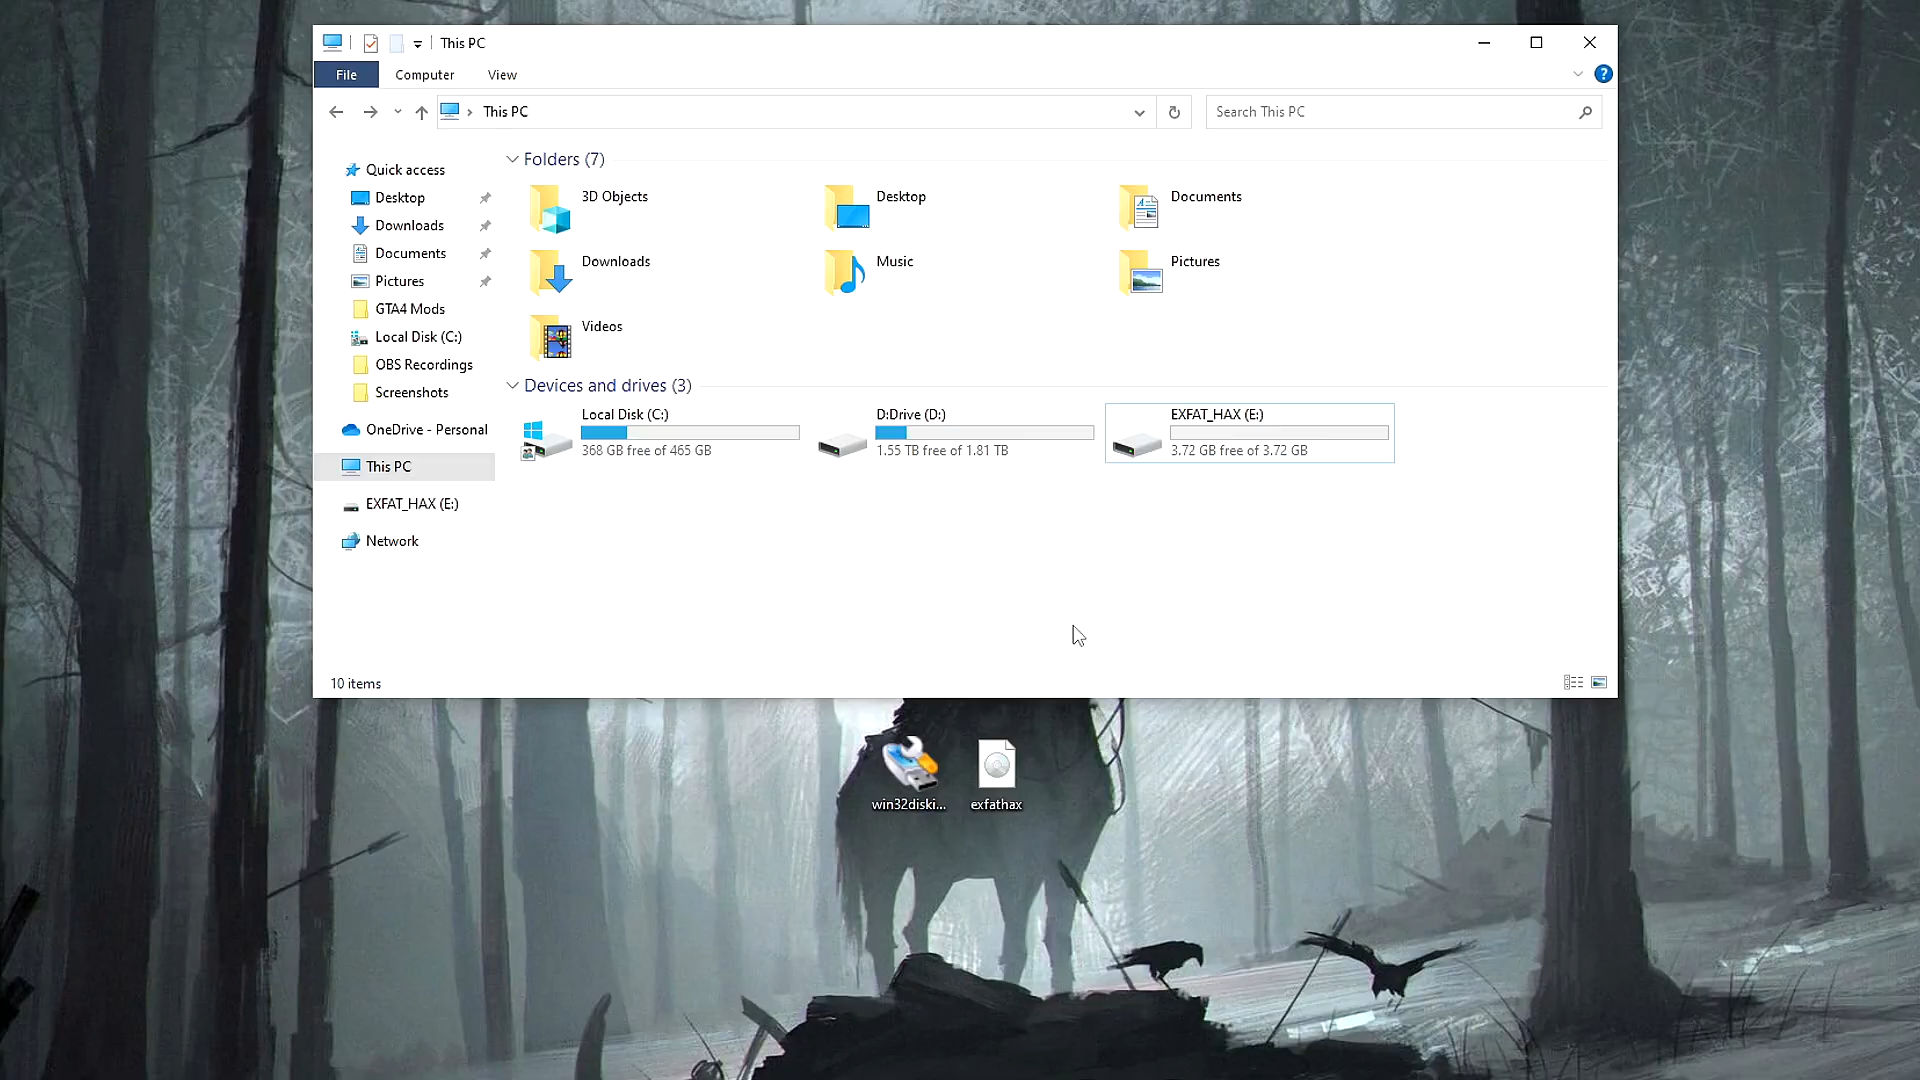 This PC
File
Computer
View
This PC
Search This PC
Quick access
Desktop
Downloads
Documents
Pictures
GTA4 Mods
Local Disk (C:)
OBS Recordings
Screenshots
OneDrive - Personal
This PC
EXFAT_HAX (E:)
Network
Folders (7)
3D Objects
Desktop
Documents
Downloads
Music
Pictures
Videos
Devices and drives (3)
Local Disk (C:)
368 GB free of 465 GB
D:Drive (D:)
1.55 TB free of 1.81 TB
EXFAT_HAX (E:)
3.72 GB free of 3.72 GB
10 items
win32diski...
exfathax